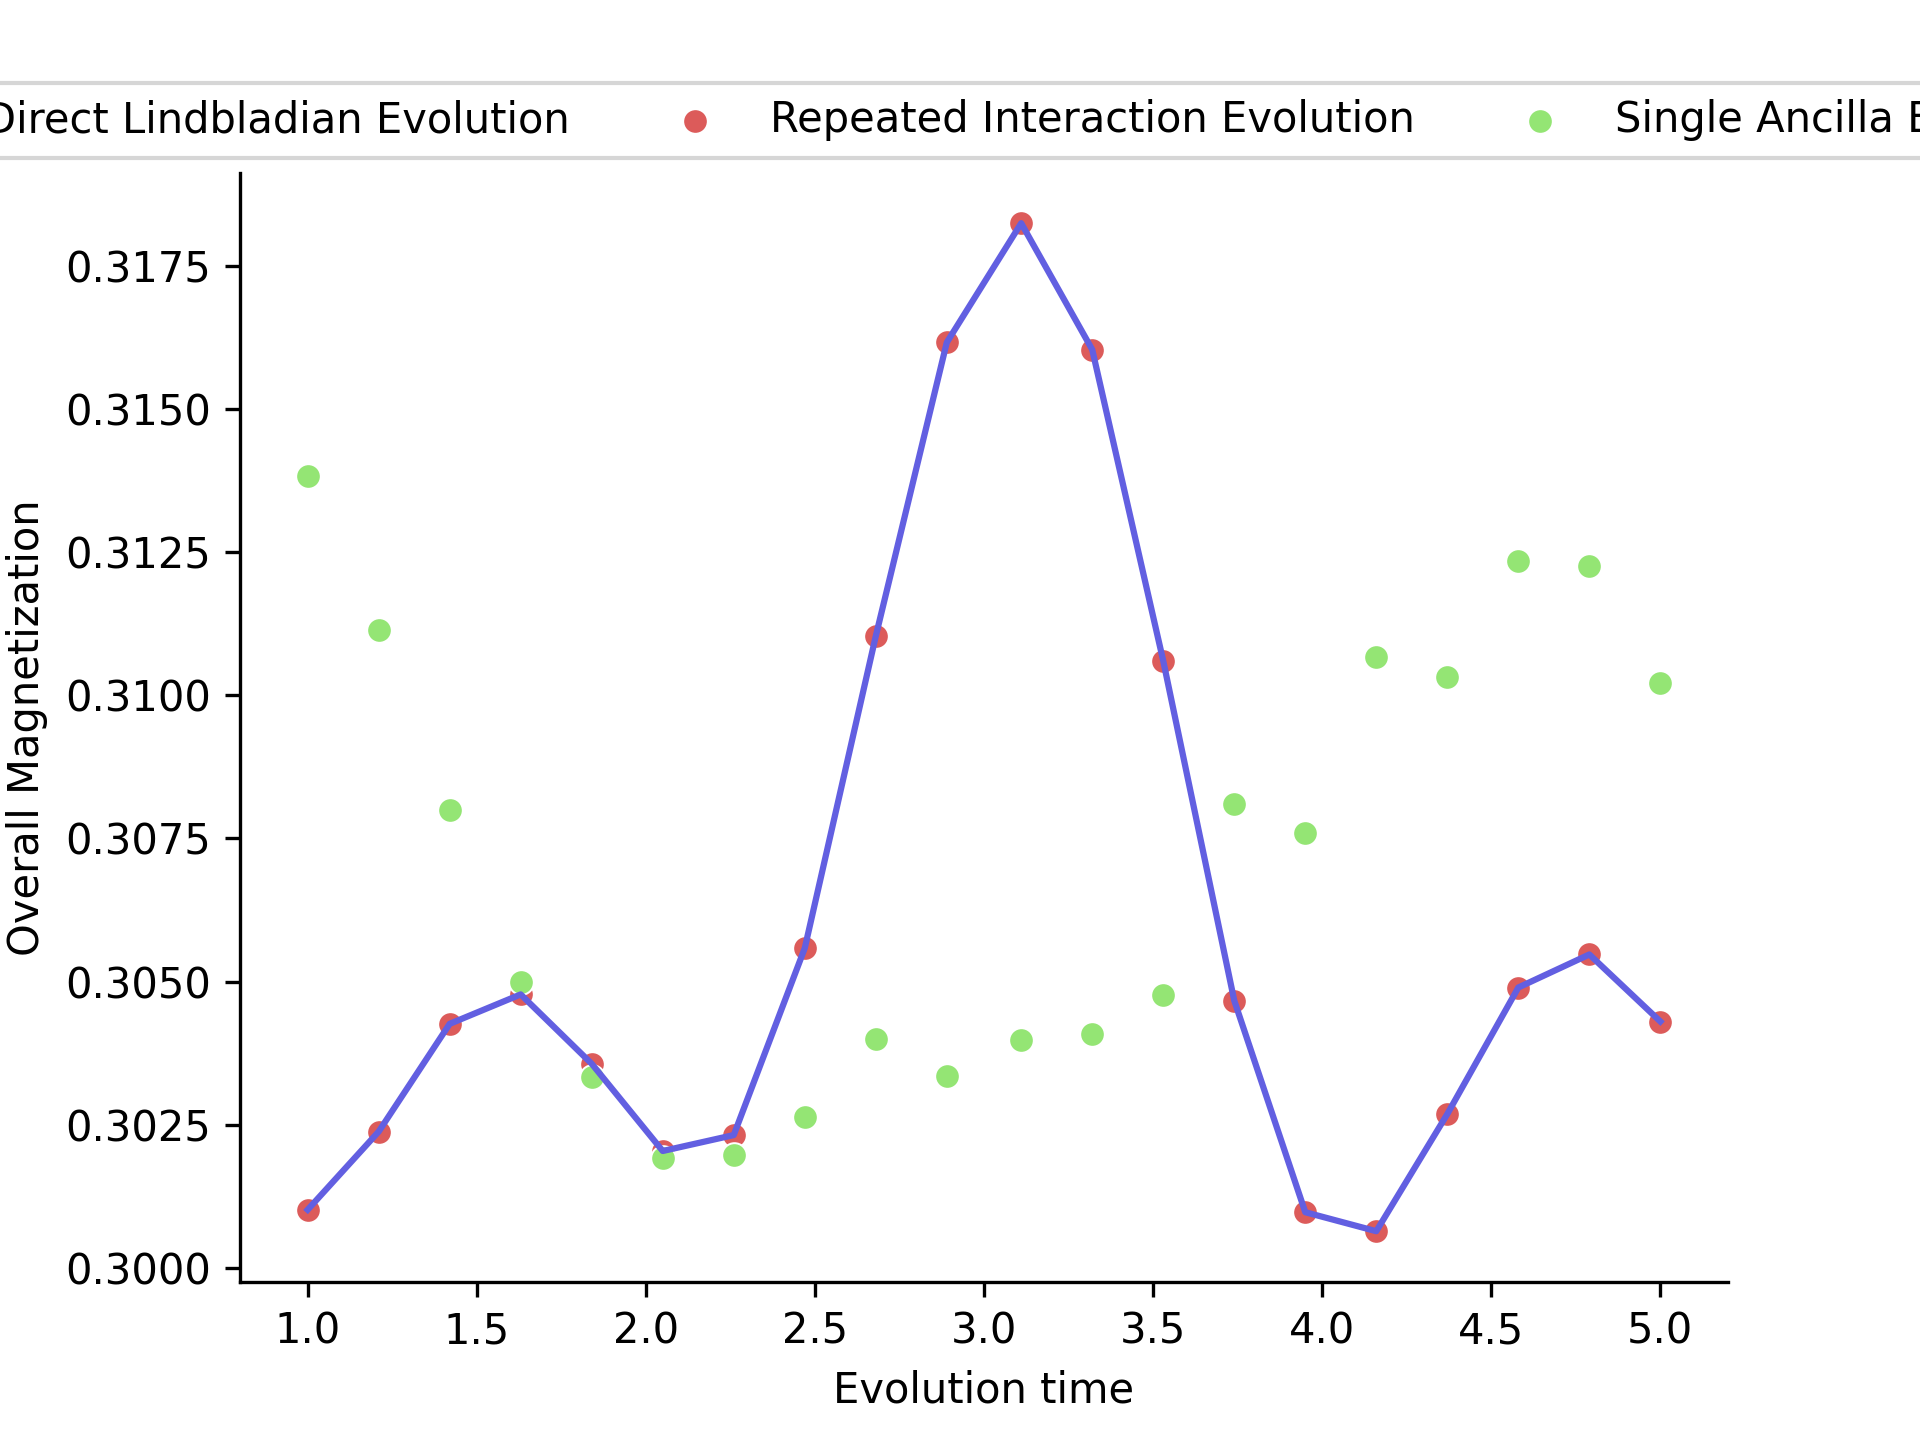 Direct Lindbladian Evolution Repeated Interaction Evolution Single Ancilla
0.3175
0.3150
0.3125
0.3100
0.3075
0.3050
0.3025
0.3000
Overall Magnetization
1.0 1.5 2.0 2.5 3.0 3.5 4.0 4.5 5.0
Evolution time